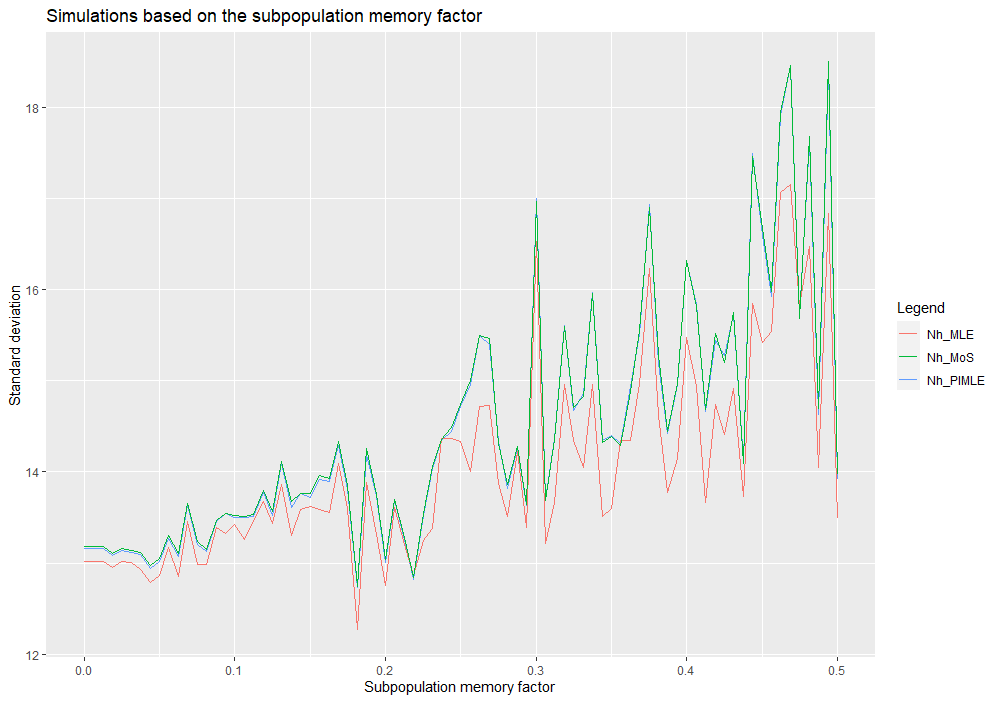 Simulations based on the subpopulation memory factor
Standard deviation
18
16
14
12
0.0
0.1
0.2
0.3
0.4
0.5
Subpopulation memory factor
Legend
Nh_MLE
Nh_MoS
Nh_PIMLE